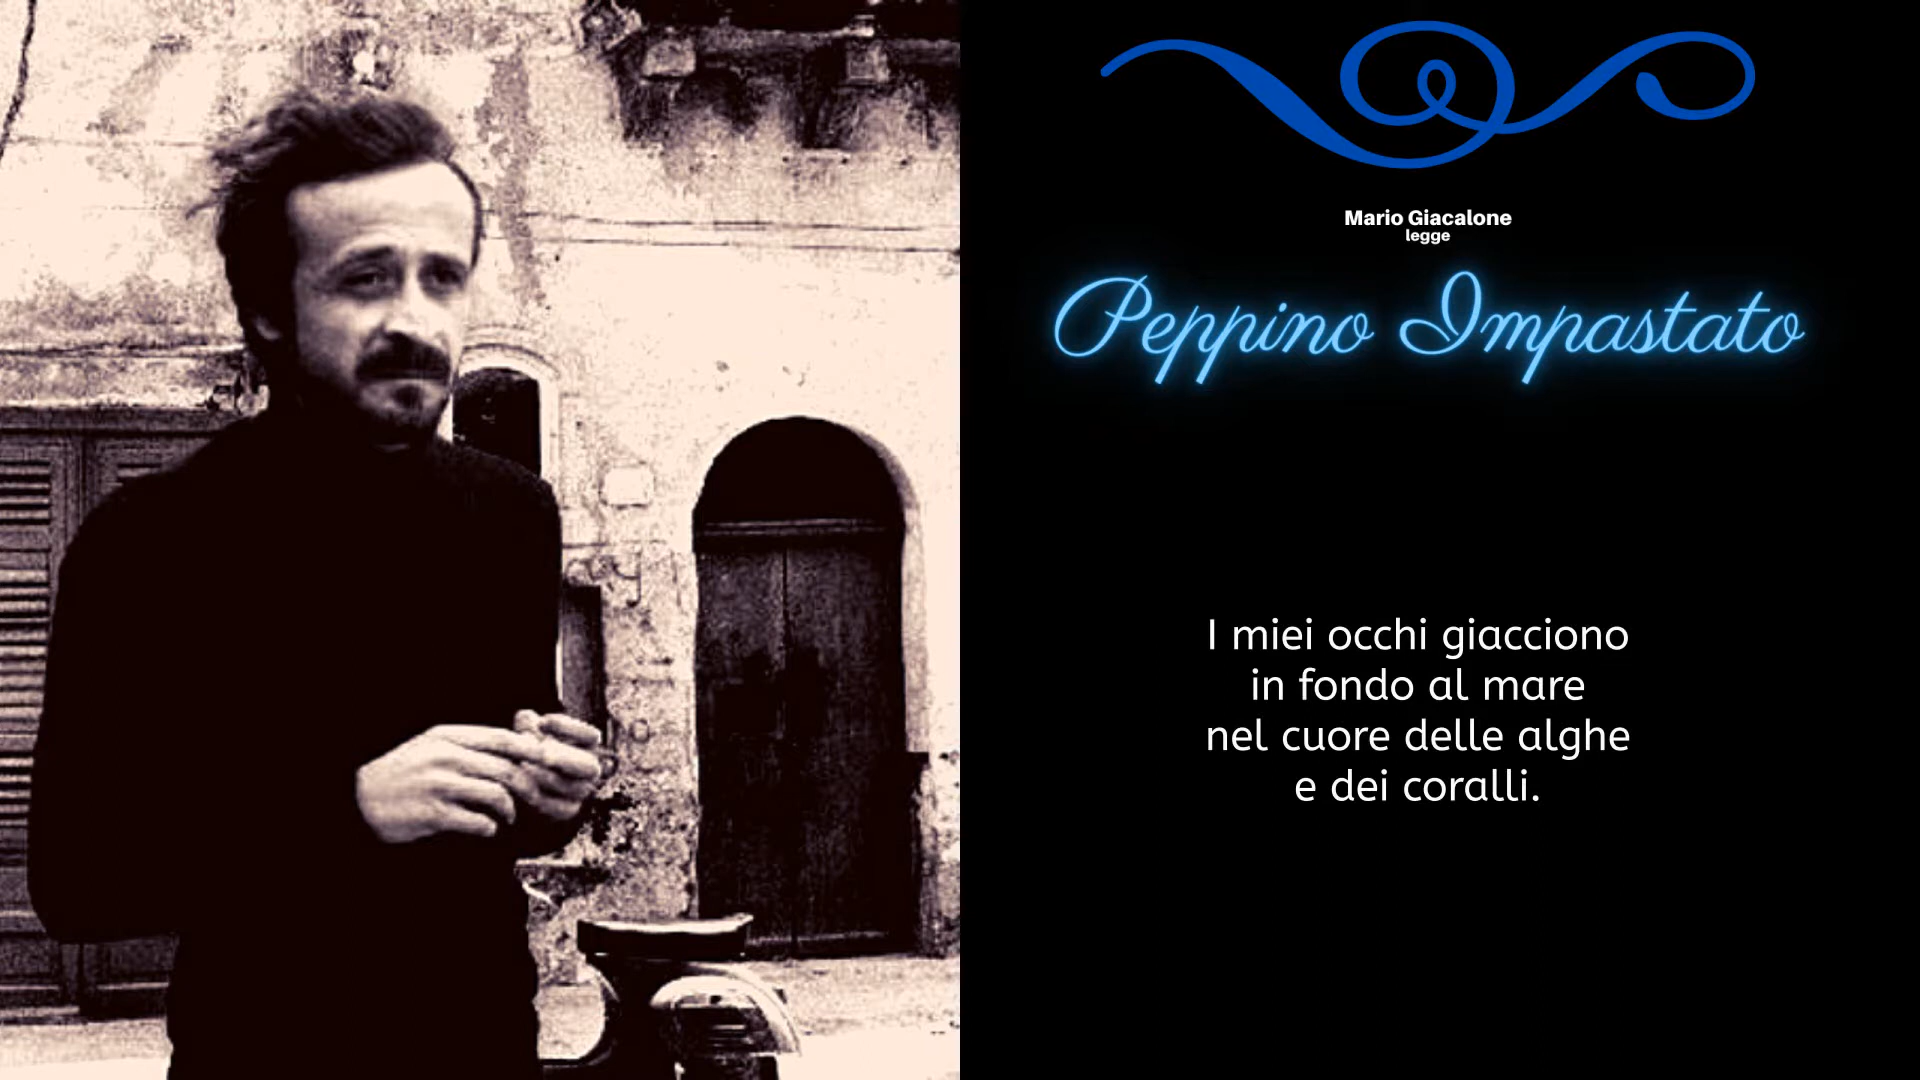 Mario Giacalone
legge
Peppino Impastato
I miei occhi giacciono
in fondo al mare
nel cuore delle alghe
e dei coralli.